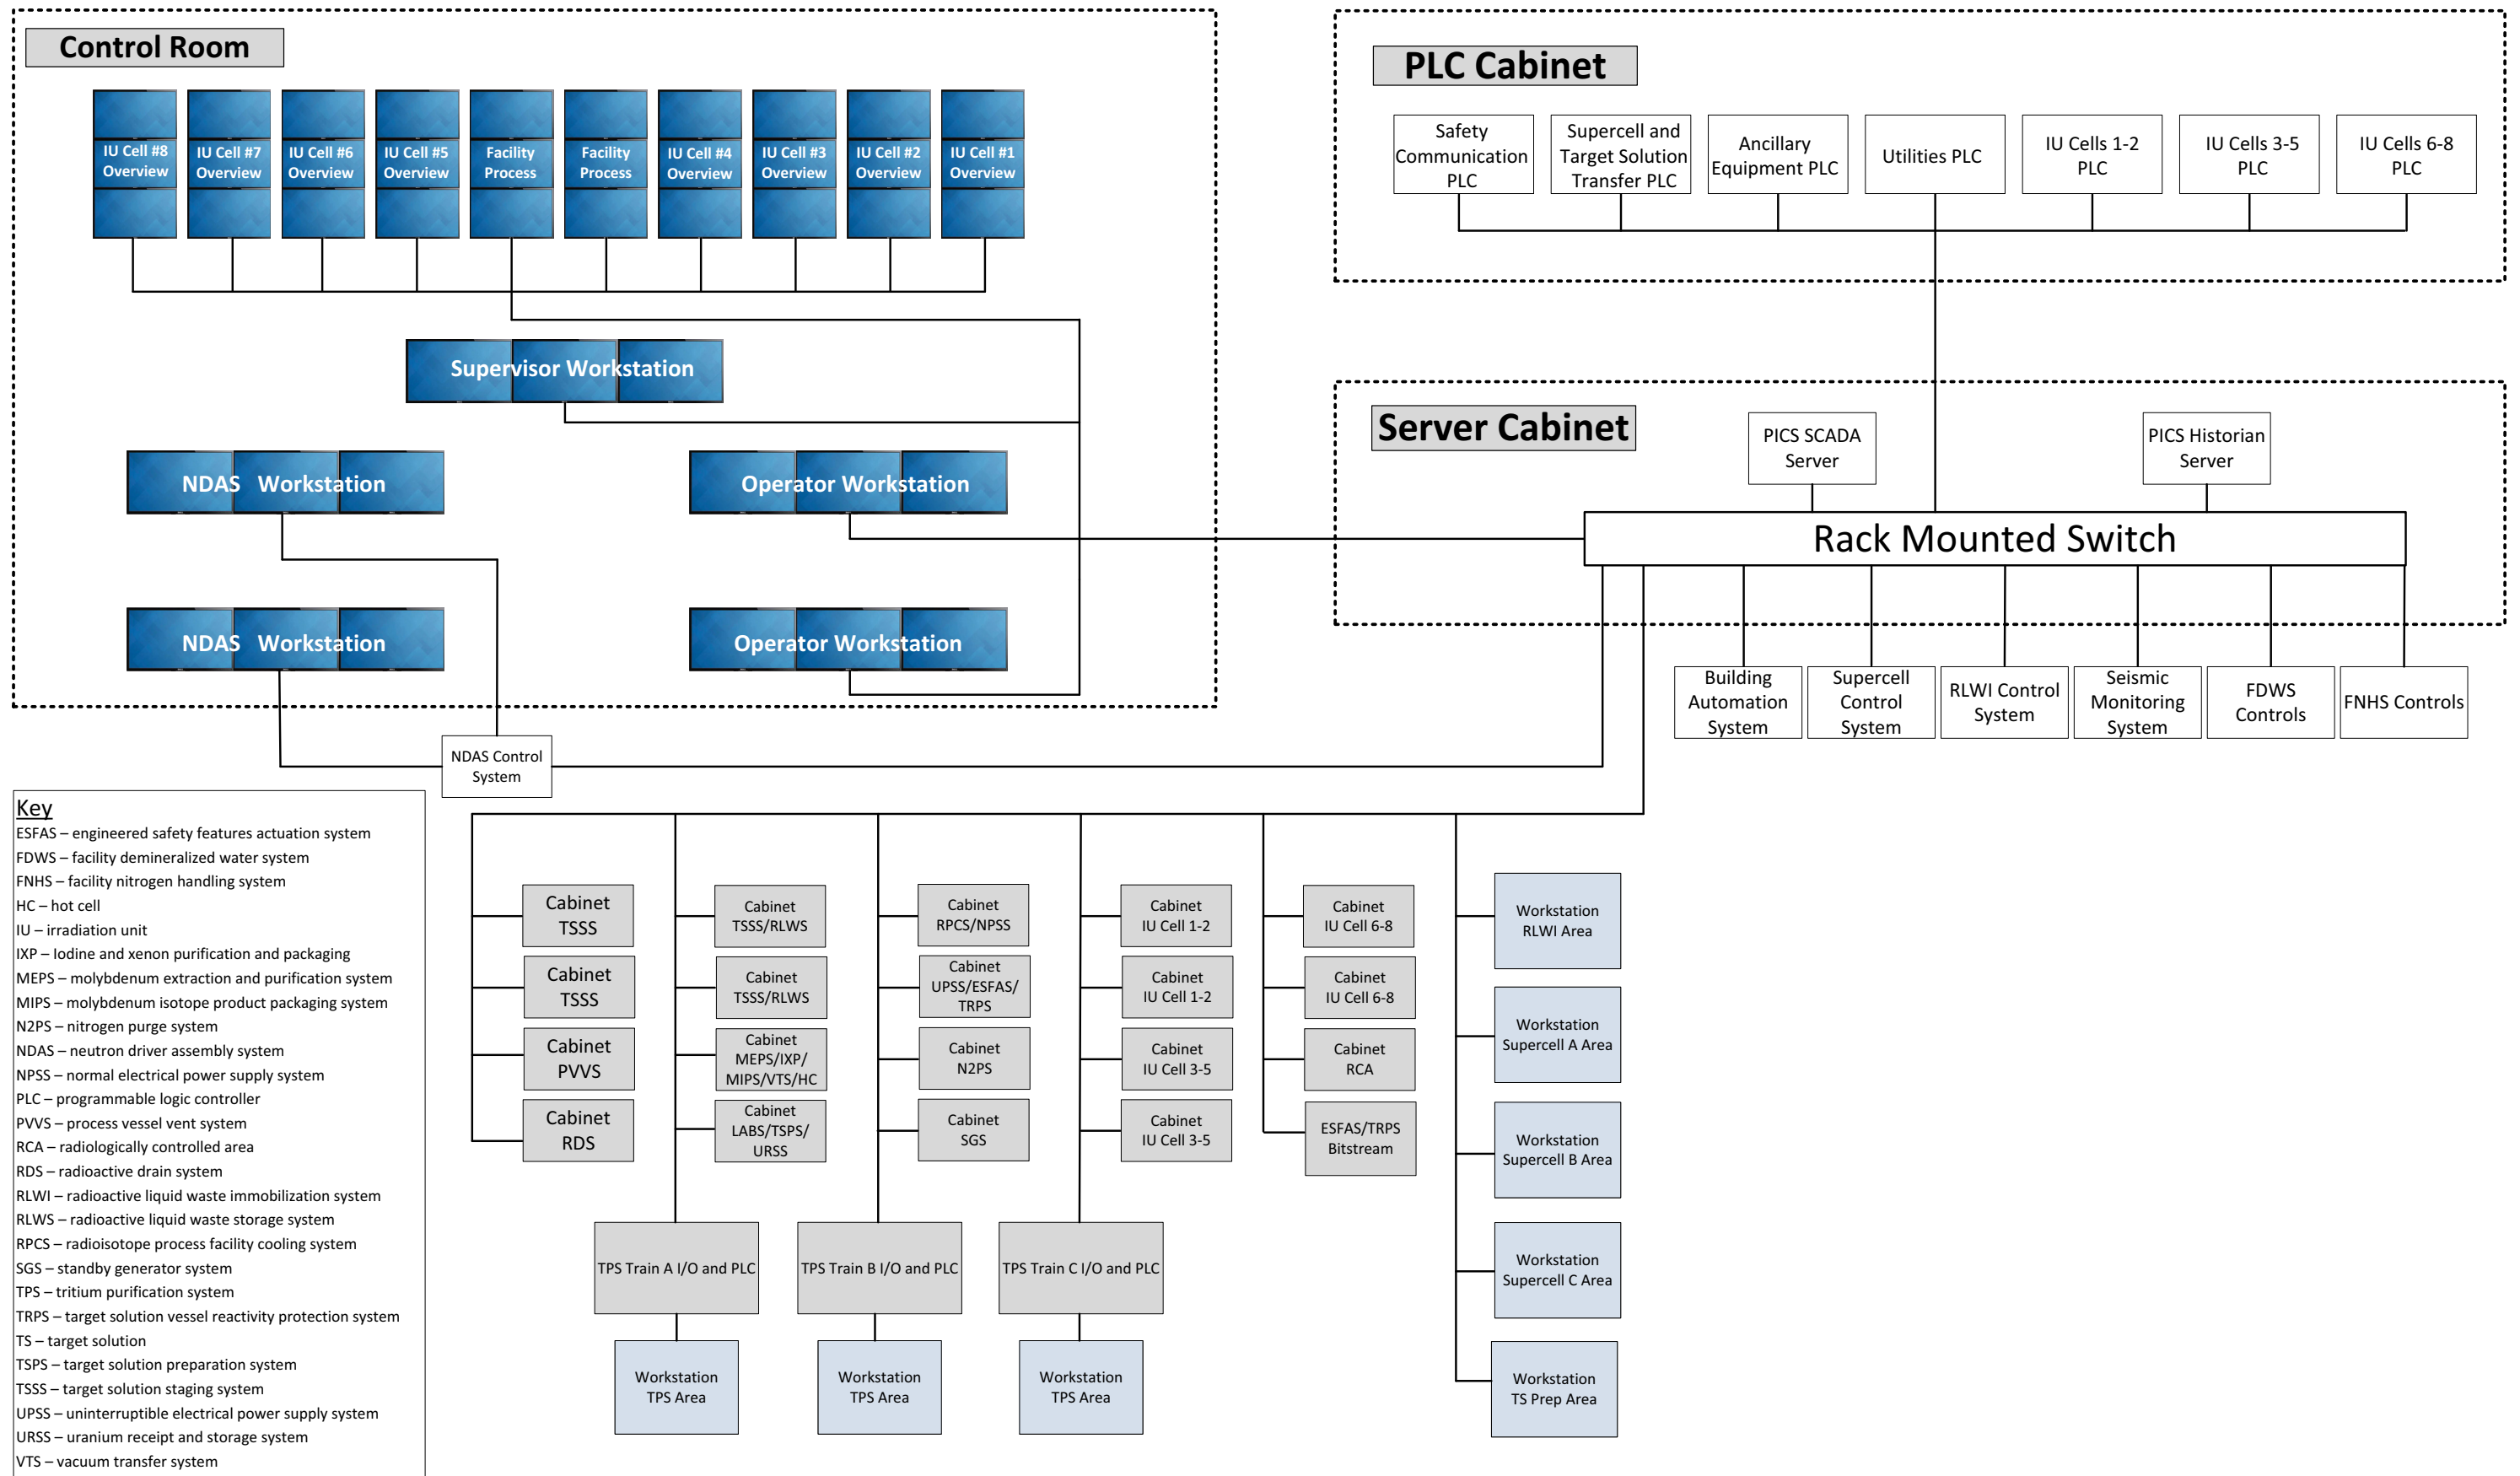 Control Room
IU Cell #8
Overview
IU Cell #7
Overview
IU Cell #6
Overview
IU Cell #5
Overview
Facility
Process
Facility
Process
IU Cell #4
Overview
IU Cell #3
Overview
IU Cell #2
Overview
IU Cell #1
Overview
Supervisor Workstation
NDAS Workstation
Operator Workstation
NDAS Workstation
Operator Workstation
NDAS Control
System
PLC Cabinet
Safety
Communication
PLC
Supercell and
Target Solution
Transfer PLC
Ancillary
Equipment PLC
Utilities PLC
IU Cells 1-2
PLC
IU Cells 3-5
PLC
IU Cells 6-8
PLC
Server Cabinet
PICS SCADA
Server
PICS Historian
Server
Rack Mounted Switch
Building
Automation
System
Supercell
Control
System
RLWI Control
System
Seismic
Monitoring
System
FDWS
Controls
FNHS Controls
Key
ESFAS – engineered safety features actuation system
FDWS – facility demineralized water system
FNHS – facility nitrogen handling system
HC – hot cell
IU – irradiation unit
IXP – Iodine and xenon purification and packaging
MEPS – molybdenum extraction and purification system
MIPS – molybdenum isotope product packaging system
N2PS – nitrogen purge system
NDAS – neutron driver assembly system
NPSS – normal electrical power supply system
PLC – programmable logic controller
PVVS – process vessel vent system
RCA – radiologically controlled area
RDS – radioactive drain system
RLWI – radioactive liquid waste immobilization system
RLWS – radioactive liquid waste storage system
RPCS – radioisotope process facility cooling system
SGS – standby generator system
TPS – tritium purification system
TRPS – target solution vessel reactivity protection system
TS – target solution
TSPS – target solution preparation system
TSSS – target solution staging system
UPSS – uninterruptible electrical power supply system
URSS – uranium receipt and storage system
VTS – vacuum transfer system
Cabinet
TSSS
Cabinet
TSSS
Cabinet
PVVS
Cabinet
RDS
Cabinet
TSSS/RLWS
Cabinet
TSSS/RLWS
Cabinet
MEPS/IXP/
MIPS/VTS/HC
Cabinet
LABS/TSPS/
URSS
TPS Train A I/O and PLC
Workstation
TPS Area
Cabinet
RPCS/NPSS
Cabinet
UPSS/ESFAS/
TRPS
Cabinet
N2PS
Cabinet
SGS
TPS Train B I/O and PLC
Workstation
TPS Area
Cabinet
IU Cell 1-2
Cabinet
IU Cell 1-2
Cabinet
IU Cell 3-5
Cabinet
IU Cell 3-5
TPS Train C I/O and PLC
Workstation
TPS Area
Cabinet
IU Cell 6-8
Cabinet
IU Cell 6-8
Cabinet
RCA
ESFAS/TRPS
Bitstream
Workstation
RLWI Area
Workstation
Supercell A Area
Workstation
Supercell B Area
Workstation
Supercell C Area
Workstation
TS Prep Area